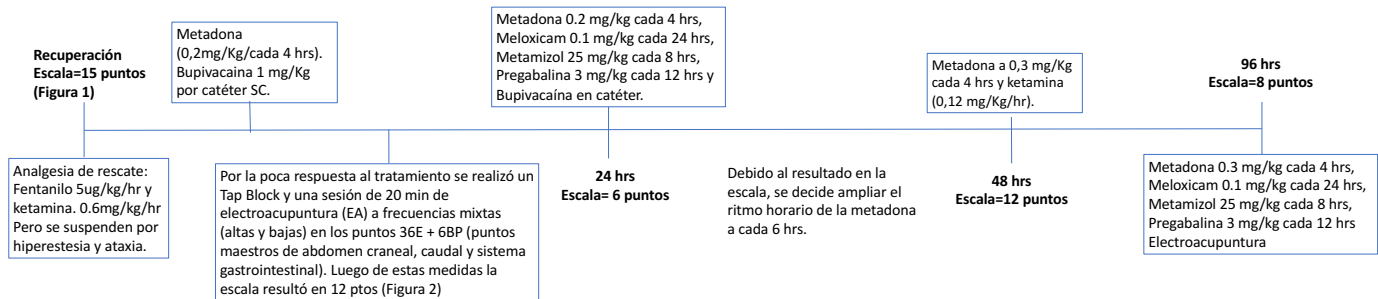 Recuperación
Escala=15 puntos
(Figura 1)
Analgesia de rescate:
Fentanilo 5ug/kg/hr y
ketamina. 0.6mg/kg/hr
Pero se suspenden por
hiperestesia y ataxia.
Metadona
(0,2mg/Kg/cada 4 hrs).
Bupivacaina 1 mg/Kg
por catéter SC.
Por la poca respuesta al tratamiento se realizó un
Tap Block y una sesión de 20 min de
electroacupuntura (EA) a frecuencias mixtas
(altas y bajas) en los puntos 36E + 6BP (puntos
maestros de abdomen craneal, caudal y sistema
gastrointestinal). Luego de estas medidas la
escala resultó en 12 ptos (Figura 2)
Metadona 0.2 mg/kg cada 4 hrs,
Meloxicam 0.1 mg/kg cada 24 hrs,
Metamizol 25 mg/kg cada 8 hrs,
Pregabalina 3 mg/kg cada 12 hrs y
Bupivacaína en catéter.
24 hrs
Escala= 6 puntos
Debido al resultado en la
escala, se decide ampliar el
ritmo horario de la metadona
a cada 6 hrs.
Metadona a 0,3 mg/Kg
cada 4 hrs y ketamina
(0,12 mg/Kg/hr).
48 hrs
Escala=12 puntos
96 hrs
Escala=8 puntos
Metadona 0.3 mg/kg cada 4 hrs,
Meloxicam 0.1 mg/kg cada 24 hrs,
Metamizol 25 mg/kg cada 8 hrs,
Pregabalina 3 mg/kg cada 12 hrs
Electroacupuntura